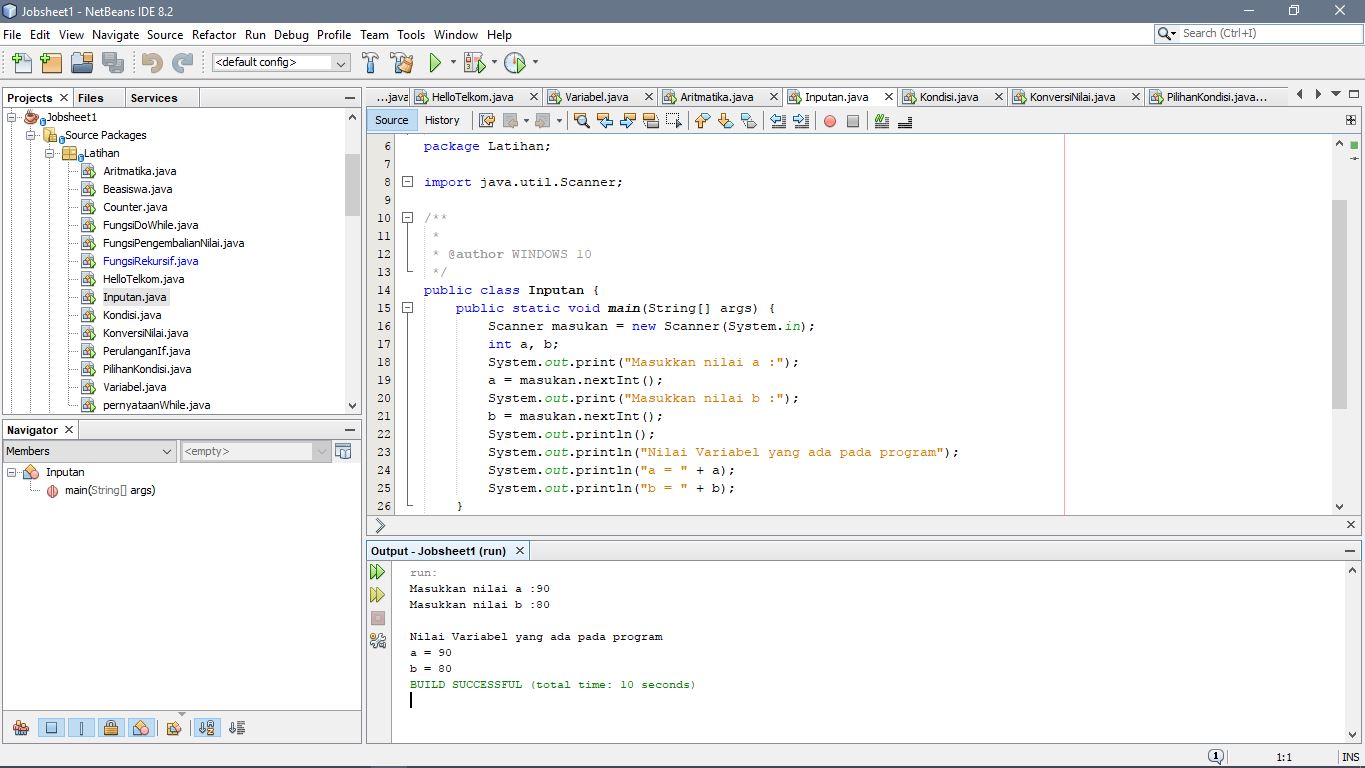 Jobsheet1 - NetBeans IDE 8.2
File Edit View Navigate Source Refactor Run Debug Profile Team Tools Window Help
Search (Ctrl+I)
<default config>
Projects Files Services
Jobsheet1
Source Packages
Latihan
Aritmatika.java
Beasiswa.java
Counter.java
FungsiDoWhile.java
FungsiPengembalianNilai.java
FungsiRekursif.java
HelloTelkom.java
Inputan.java
Kondisi.java
KonversiNilai.java
PerulanganIf.java
PilihanKondisi.java
Variabel.java
pernyataanWhile.java
Navigator
Members <empty>
Inputan
main(String[] args)
...java HelloTelkom.java Variabel.java Aritmatika.java Inputan.java Kondisi.java KonversiNilai.java PilihanKondisi.java...
Source History
6 package Latihan;
7
8 import java.util.Scanner;
9
10 /**
11 *
12 * @author WINDOWS 10
13 */
14 public class Inputan {
15 public static void main(String[] args) {
16 Scanner masukan = new Scanner(System.in);
17 int a, b;
18 System.out.print("Masukkan nilai a :");
19 a = masukan.nextInt();
20 System.out.print("Masukkan nilai b :");
21 b = masukan.nextInt();
22 System.out.println();
23 System.out.println("Nilai Variabel yang ada pada program");
24 System.out.println("a = " + a);
25 System.out.println("b = " + b);
26 }
Output - Jobsheet1 (run)
run:
Masukkan nilai a :90
Masukkan nilai b :80
Nilai Variabel yang ada pada program
a = 90
b = 80
BUILD SUCCESSFUL (total time: 10 seconds)
1 1:1 INS